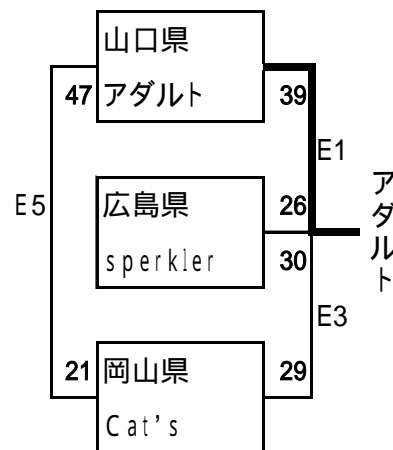 山口県
47 アダルト 39
E1
E5 広島県 26
sperkler 30
アダルト
E3
21 岡山県 29
Cat's